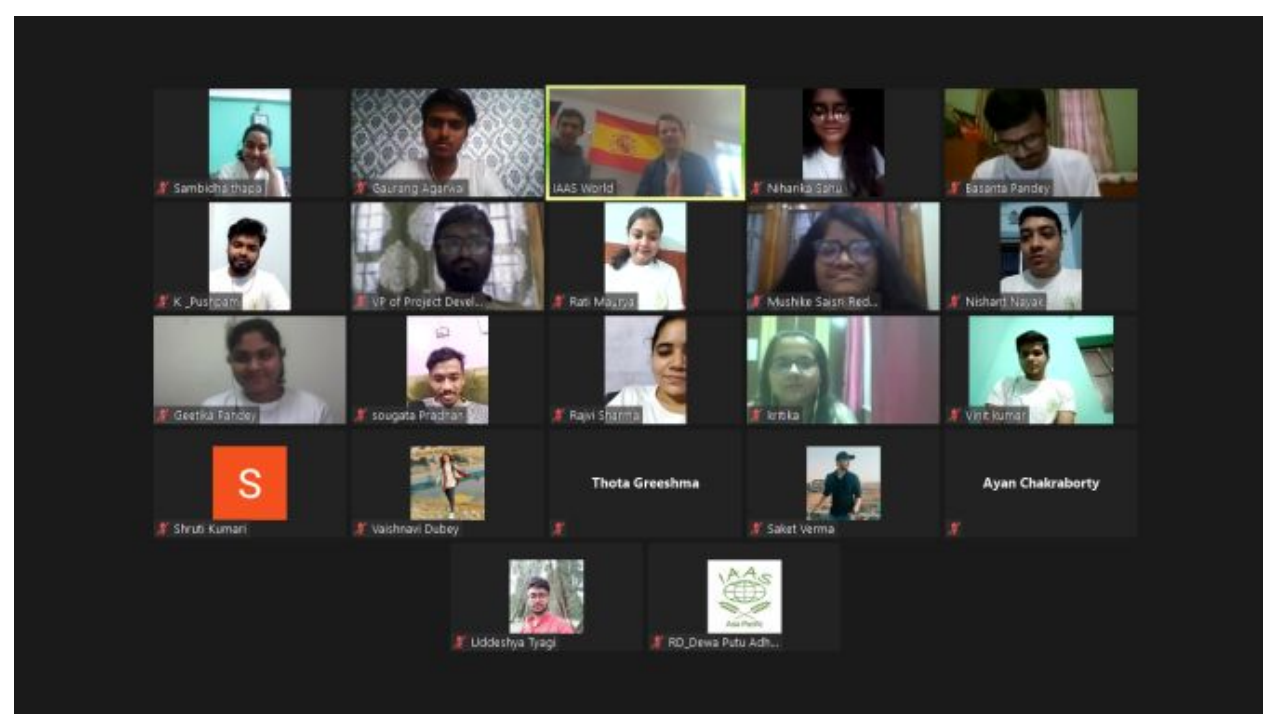 Sambidha thapa
Gaurang Agarwal
IAAS World
Niharika Sahu
Basanta Pandey
K _Pushpam
VP of Project Devel...
Rati Maurya
Mushike Saisri Red...
Nishant Nayak
Geetika Pandey
sougata Pradhan
Rajvi Sharma
kritika
Vinit kumar
S
Shruti Kumari
Vaishnavi Dubey
Thota Greeshma
Saket Verma
Ayan Chakraborty
Uddeshya Tyagi
IAAS
Asia Pacific
RD_Dewa Putu Adh...